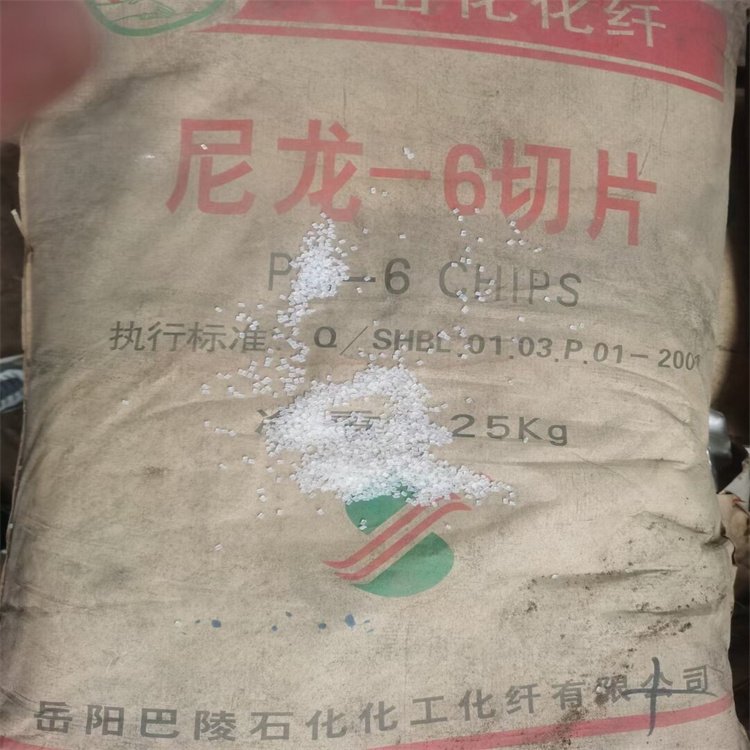 化化纤
尼龙-6切片
P -6 CHIPS
执行标准: Q/SHBL.01.03.P.01-2001
25Kg
岳阳巴陵石化化工化纤有限公司